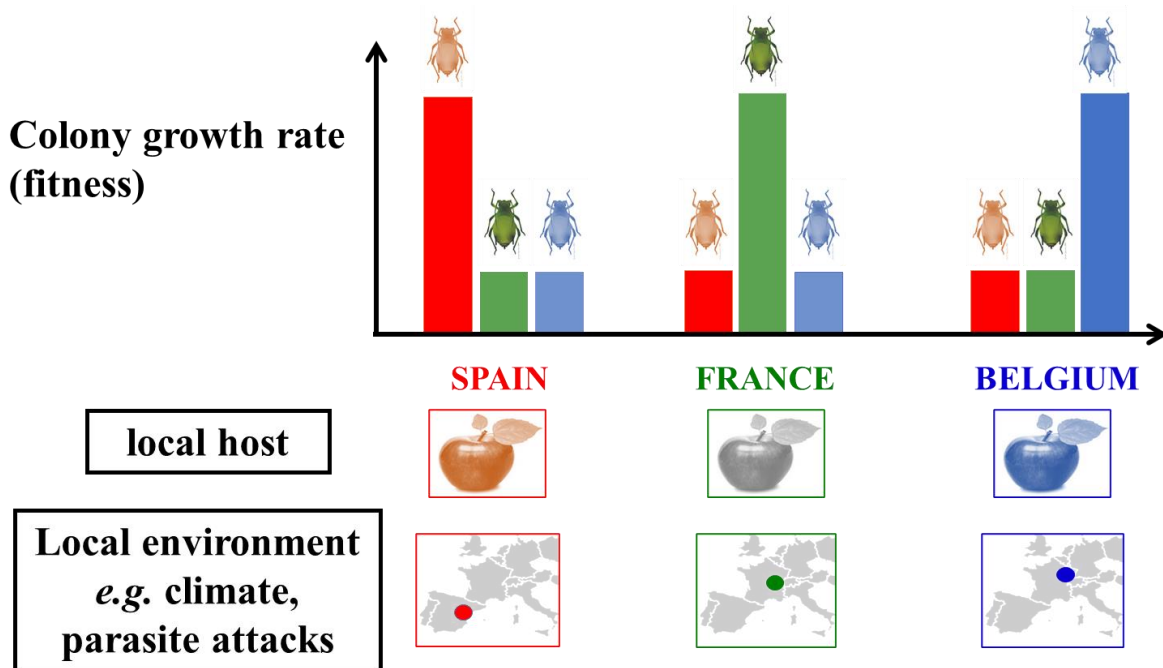 Colony growth rate
(fitness)
SPAIN
FRANCE
BELGIUM
local host
Local environment
e.g. climate,
parasite attacks